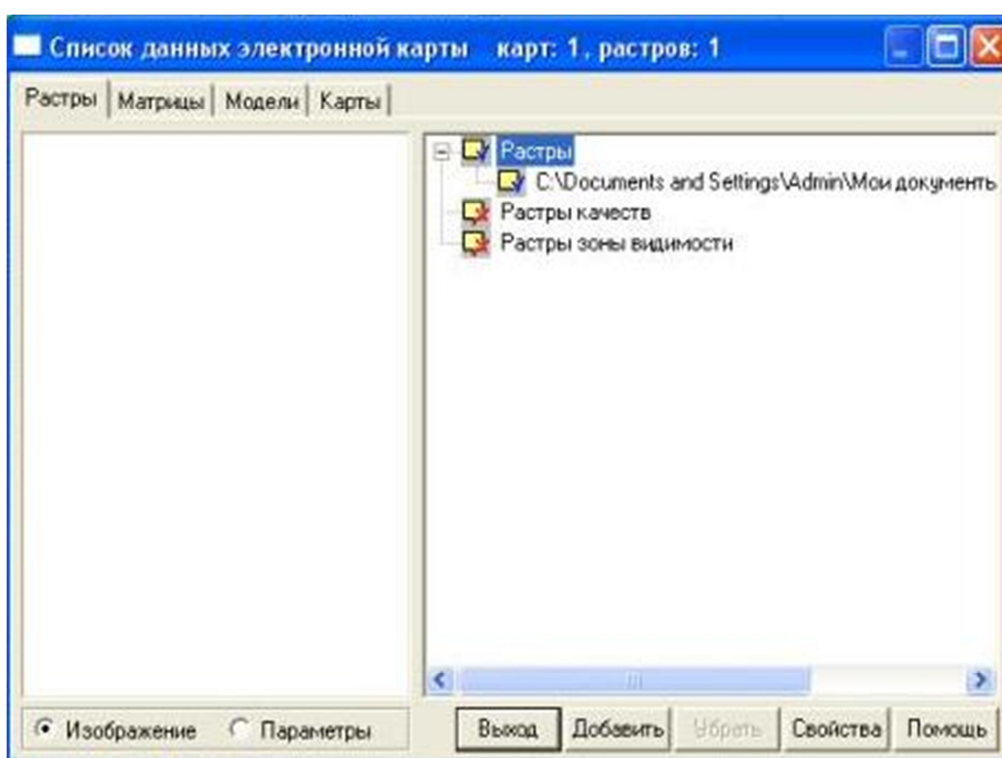 Список данных электронной карты карт: 1, растров: 1
Растры Матрицы Модели Карты
Растры
C:\Documents and Settings\Admin\Мои документь
Растры качеств
Растры зоны видимости
Изображение Параметры Выход Добавить Убрать Свойства Помощь